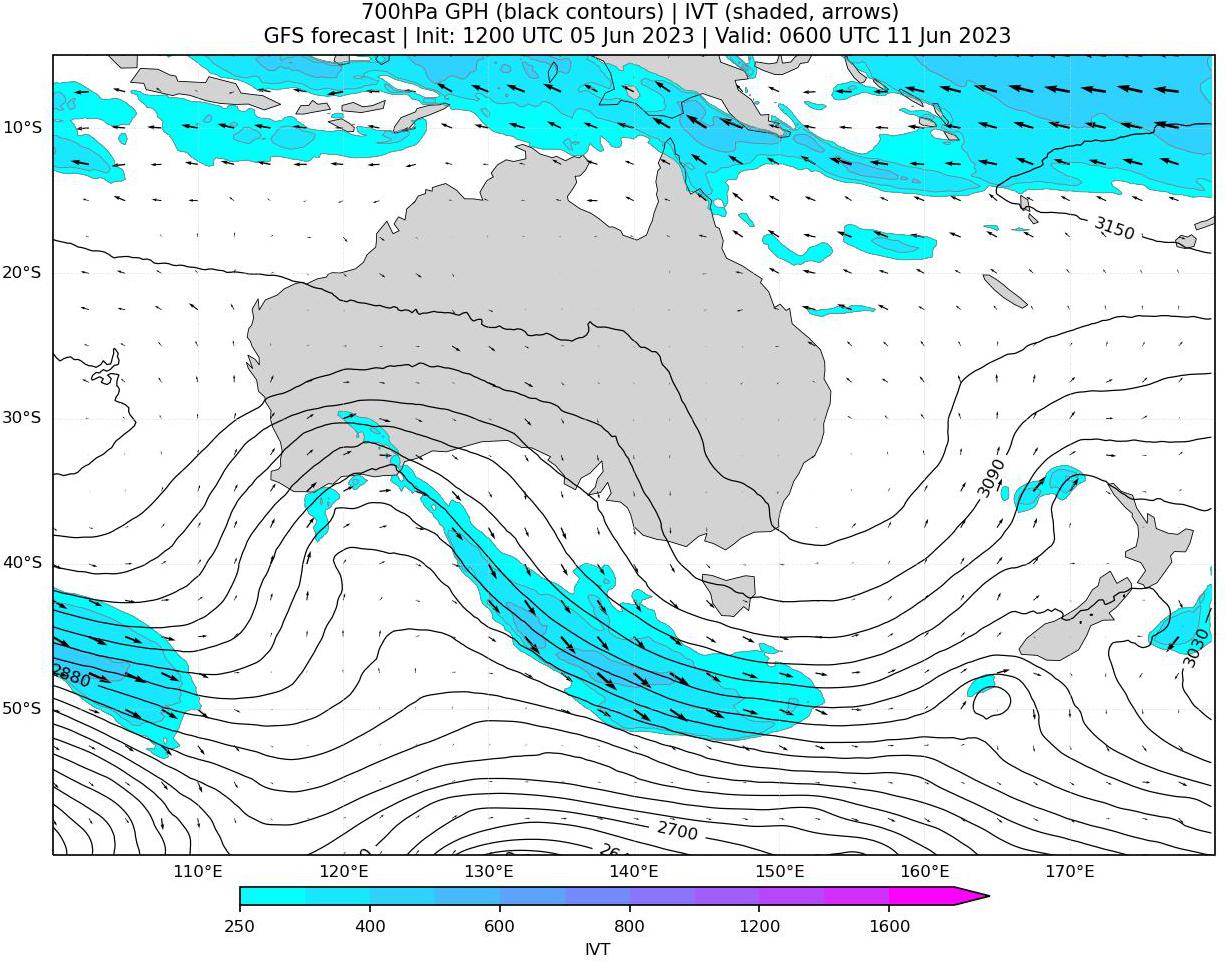 700hPa GPH (black contours) | IVT (shaded, arrows)
GFS forecast | Init: 1200 UTC 05 Jun 2023 | Valid: 0600 UTC 11 Jun 2023
10°S
3150
20°S
30°S
3090
40°S
3030
2880
50°S
2700
110°E 120°E 130°E 140°E 150°E 160°E 170°E
250 400 600 800 1200 1600
IVT